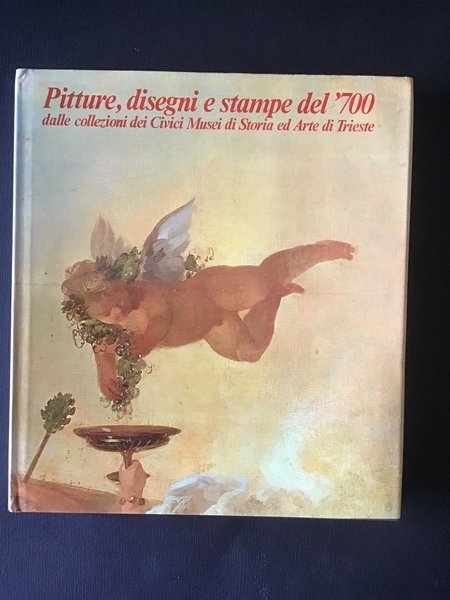 Pitture, disegni e stampe del '700
dalle collezioni dei Civici Musei di Storia ed Arte di Trieste